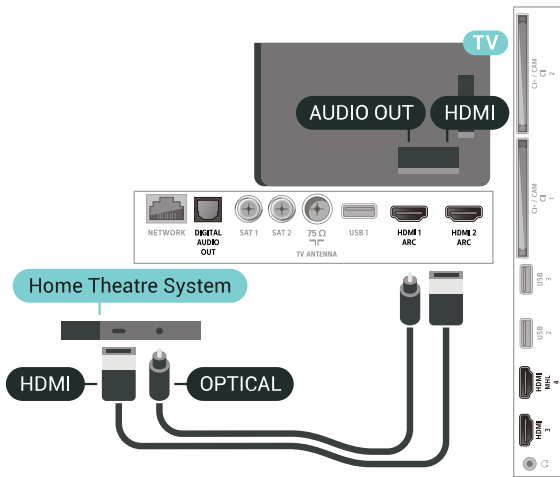 TV
AUDIO OUT
HDMI
NETWORK
DIGITAL
AUDIO
OUT
SAT 1
SAT 2
75 Ω
TV ANTENNA
USB 1
HDMI 1
ARC
HDMI 2
ARC
Home Theatre System
HDMI
OPTICAL
CI+ / CAM
CI
2
CI+ / CAM
CI
1
USB
3
USB
2
HDMI
MHL
4
HDMI
3